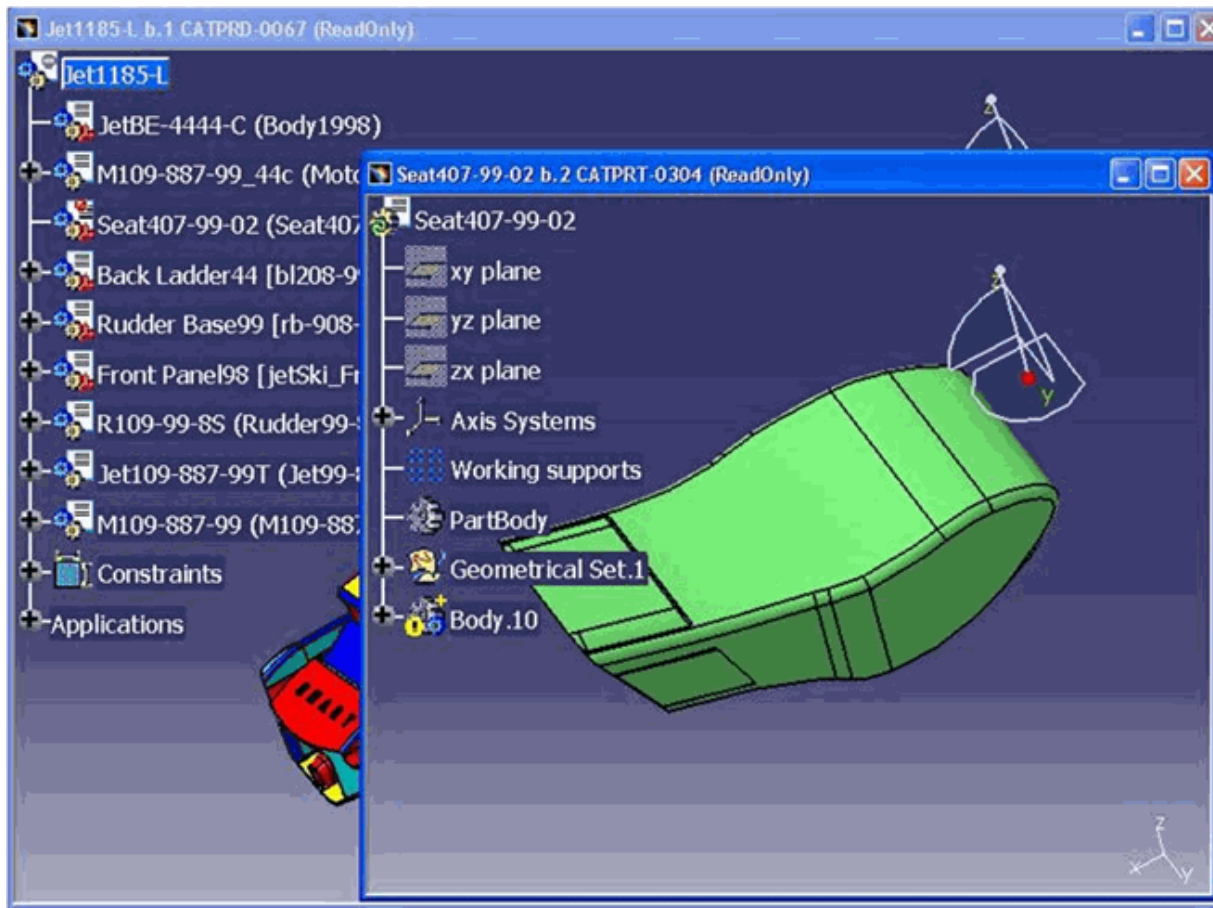 Jet1185-L b.1 CATPRD-0067 (ReadOnly)
Jet1185-L
JetBE-4444-C (Body1998)
M109-887-99_44c (Moto
Seat407-99-02 (Seat407
Back Ladder44 [bl208-9
Rudder Base99 [rb-908-
Front Panel98 [jetSki_Fr
R109-99-8S (Rudder99-
Jet109-887-99T (Jet99-
M109-887-99 (M109-887
Constraints
Applications
Seat407-99-02 b.2 CATPRT-0304 (ReadOnly)
Seat407-99-02
xy plane
yz plane
zx plane
Axis Systems
Working supports
PartBody
Geometrical Set.1
Body.10
z
z
y
z
x
y